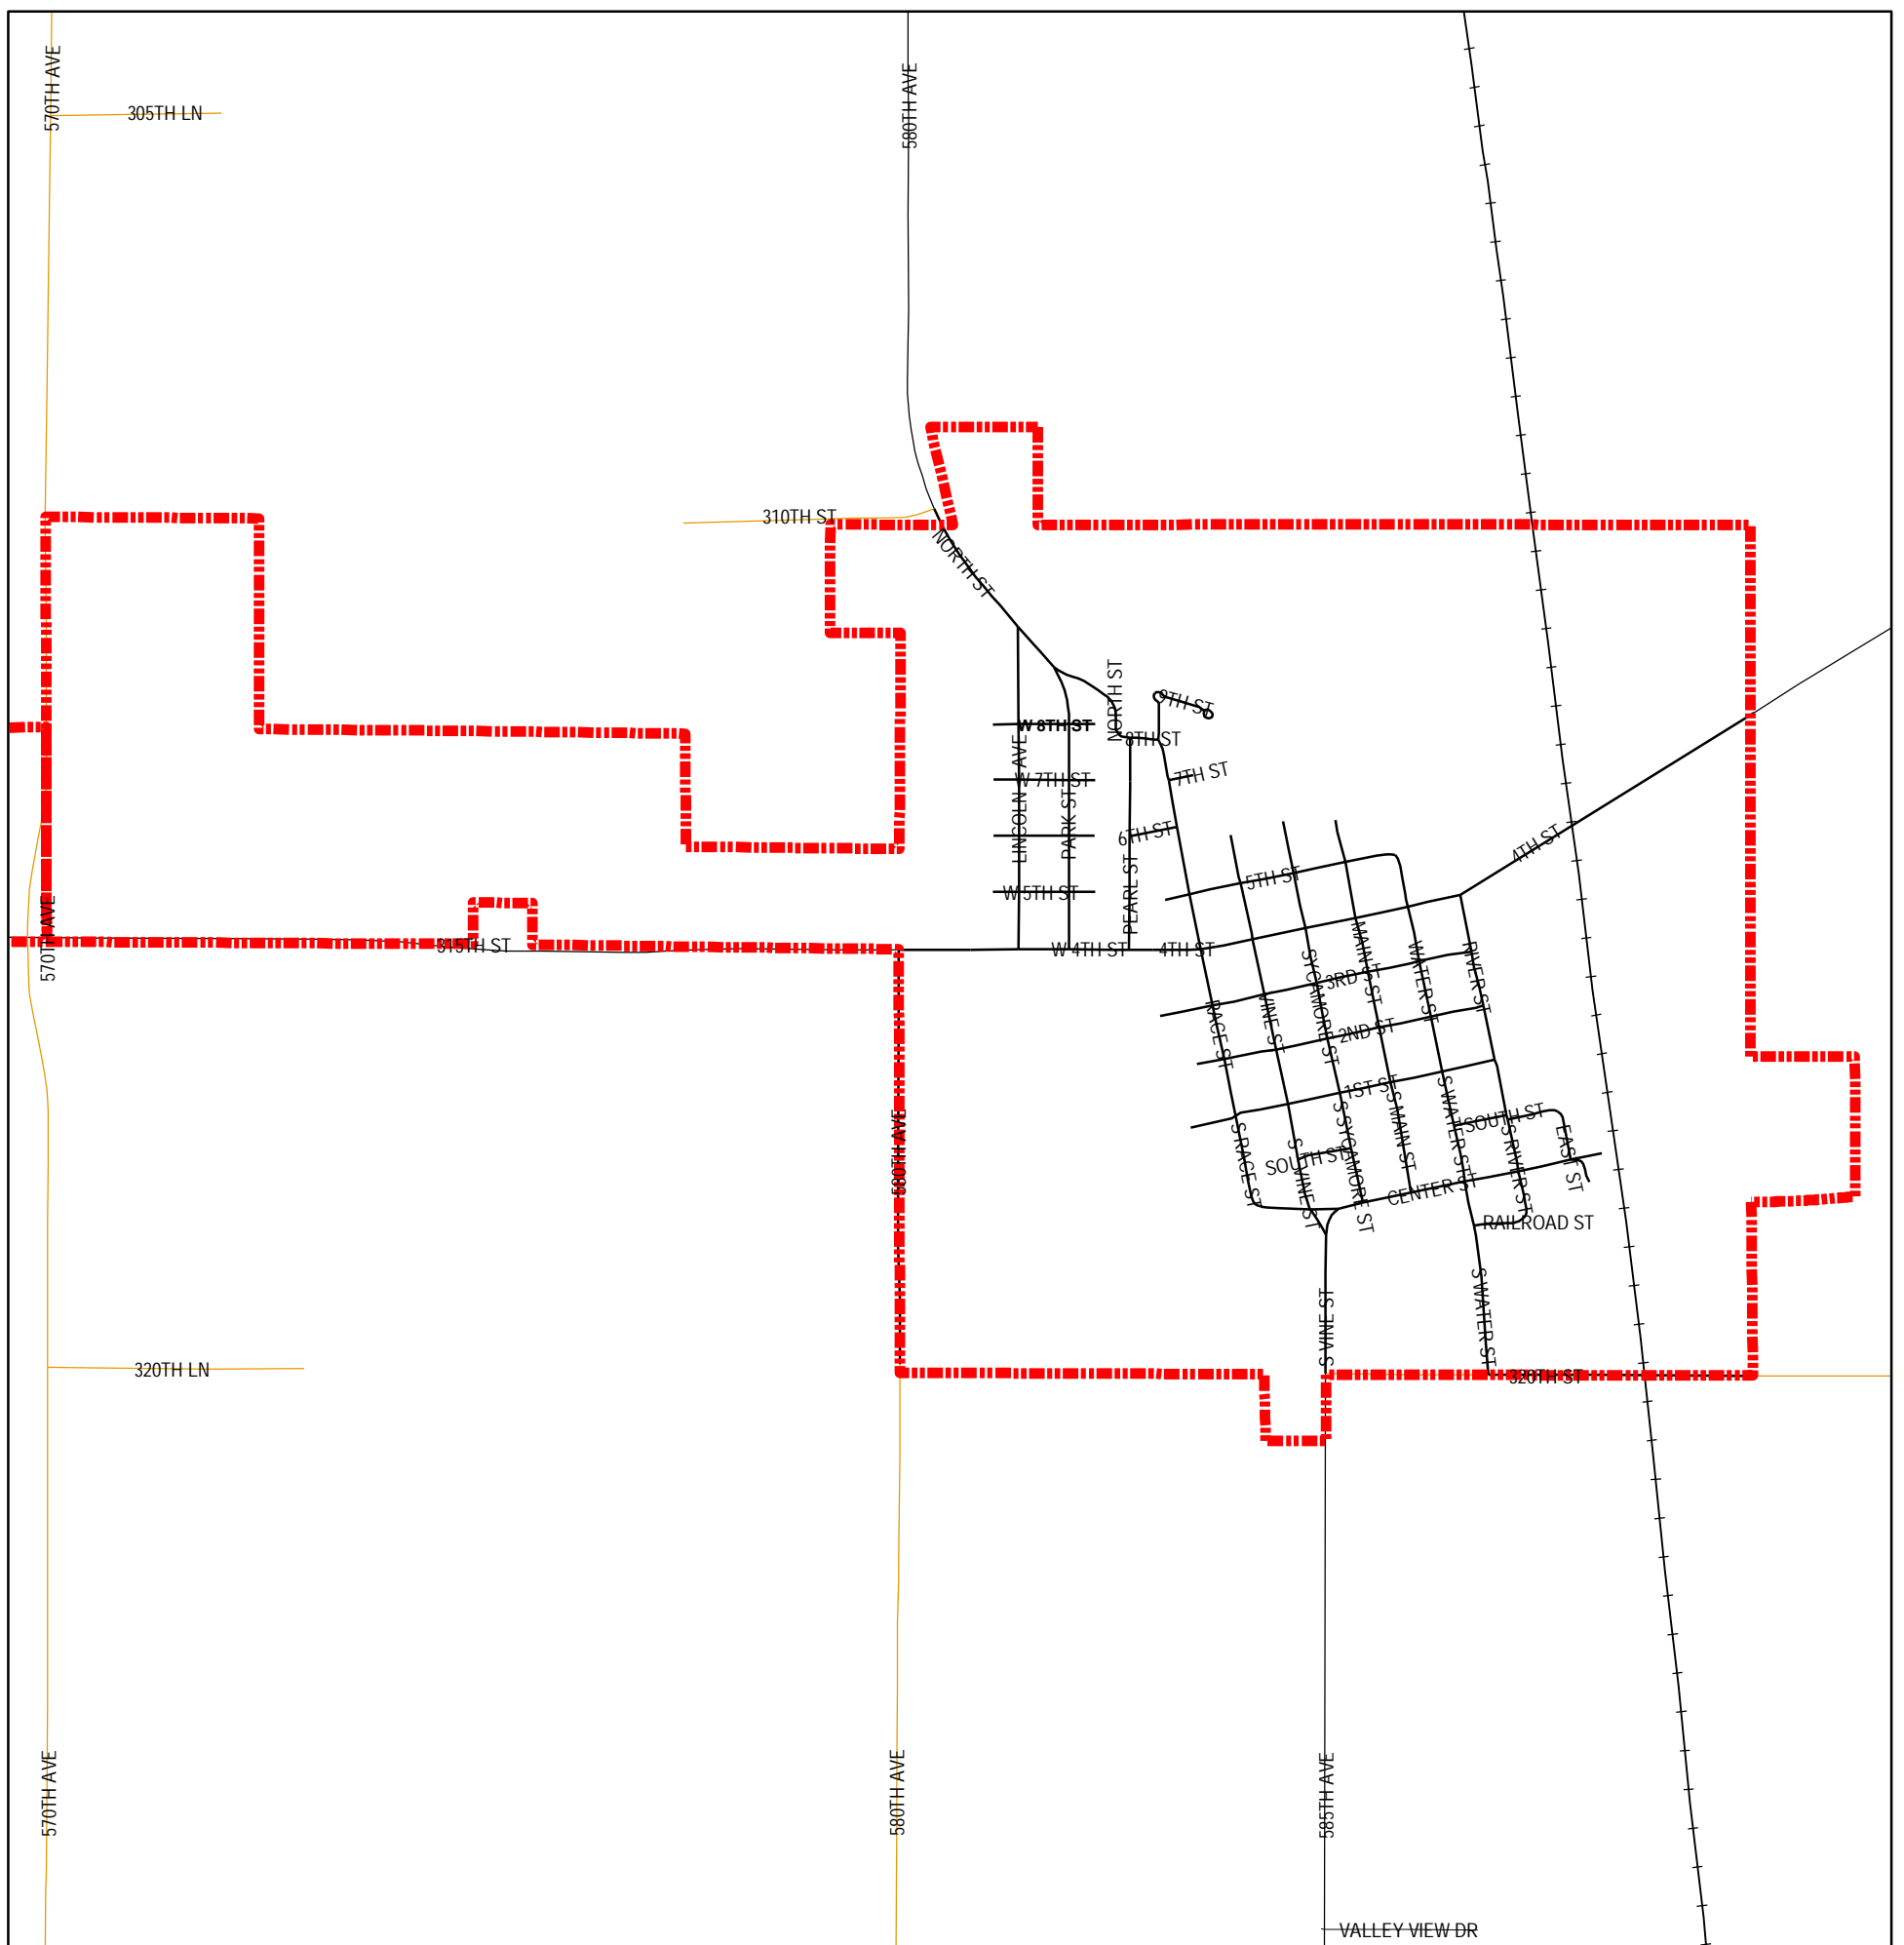 570TH AVE
580TH AVE
305TH LN
310TH ST
NORTH ST
NORTH ST
9TH ST
W 8TH ST
8TH ST
LINCOLN AVE
W 7TH ST
7TH ST
PARK ST
6TH ST
4TH ST
5TH ST
W 5TH ST
PEARL ST
570TH AVE
315TH ST
W 4TH ST
4TH ST
MAIN ST
WATER ST
RIVER ST
SYCAMORE ST
3RD ST
RACE ST
VINE ST
2ND ST
1ST ST
S WATER ST
SOUTH ST
S MAIN ST
S SYCAMORE ST
580TH AVE
S RACE ST
S VINE ST
SOUTH ST
S RIVER ST
EAST ST
CENTER ST
RAILROAD ST
S VINE ST
S WATER ST
320TH LN
320TH ST
570TH AVE
580TH AVE
585TH AVE
VALLEY VIEW DR